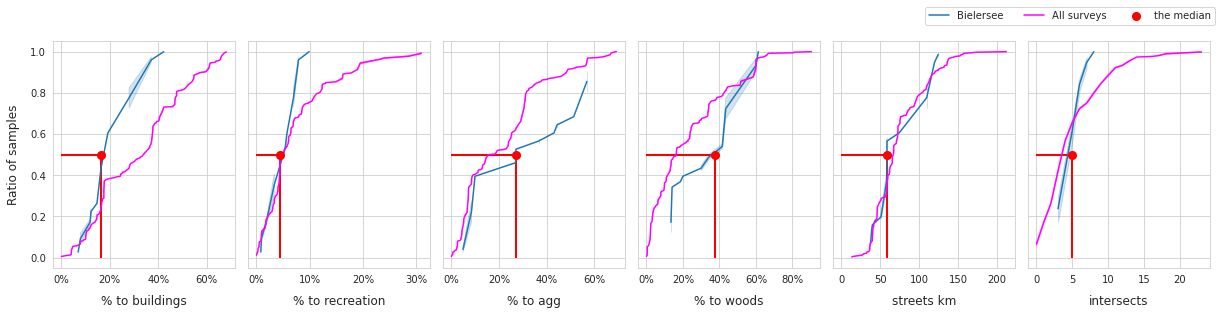 Bielersee All surveys the median
Ratio of samples
1.0
0.8
0.6
0.4
0.2
0.0
0% 20% 40% 60% 0% 10% 20% 30% 0% 20% 40% 60% 0% 20% 40% 60% 80% 0 50 100 150 200 0 5 10 15 20
% to buildings % to recreation % to agg % to woods streets km intersects